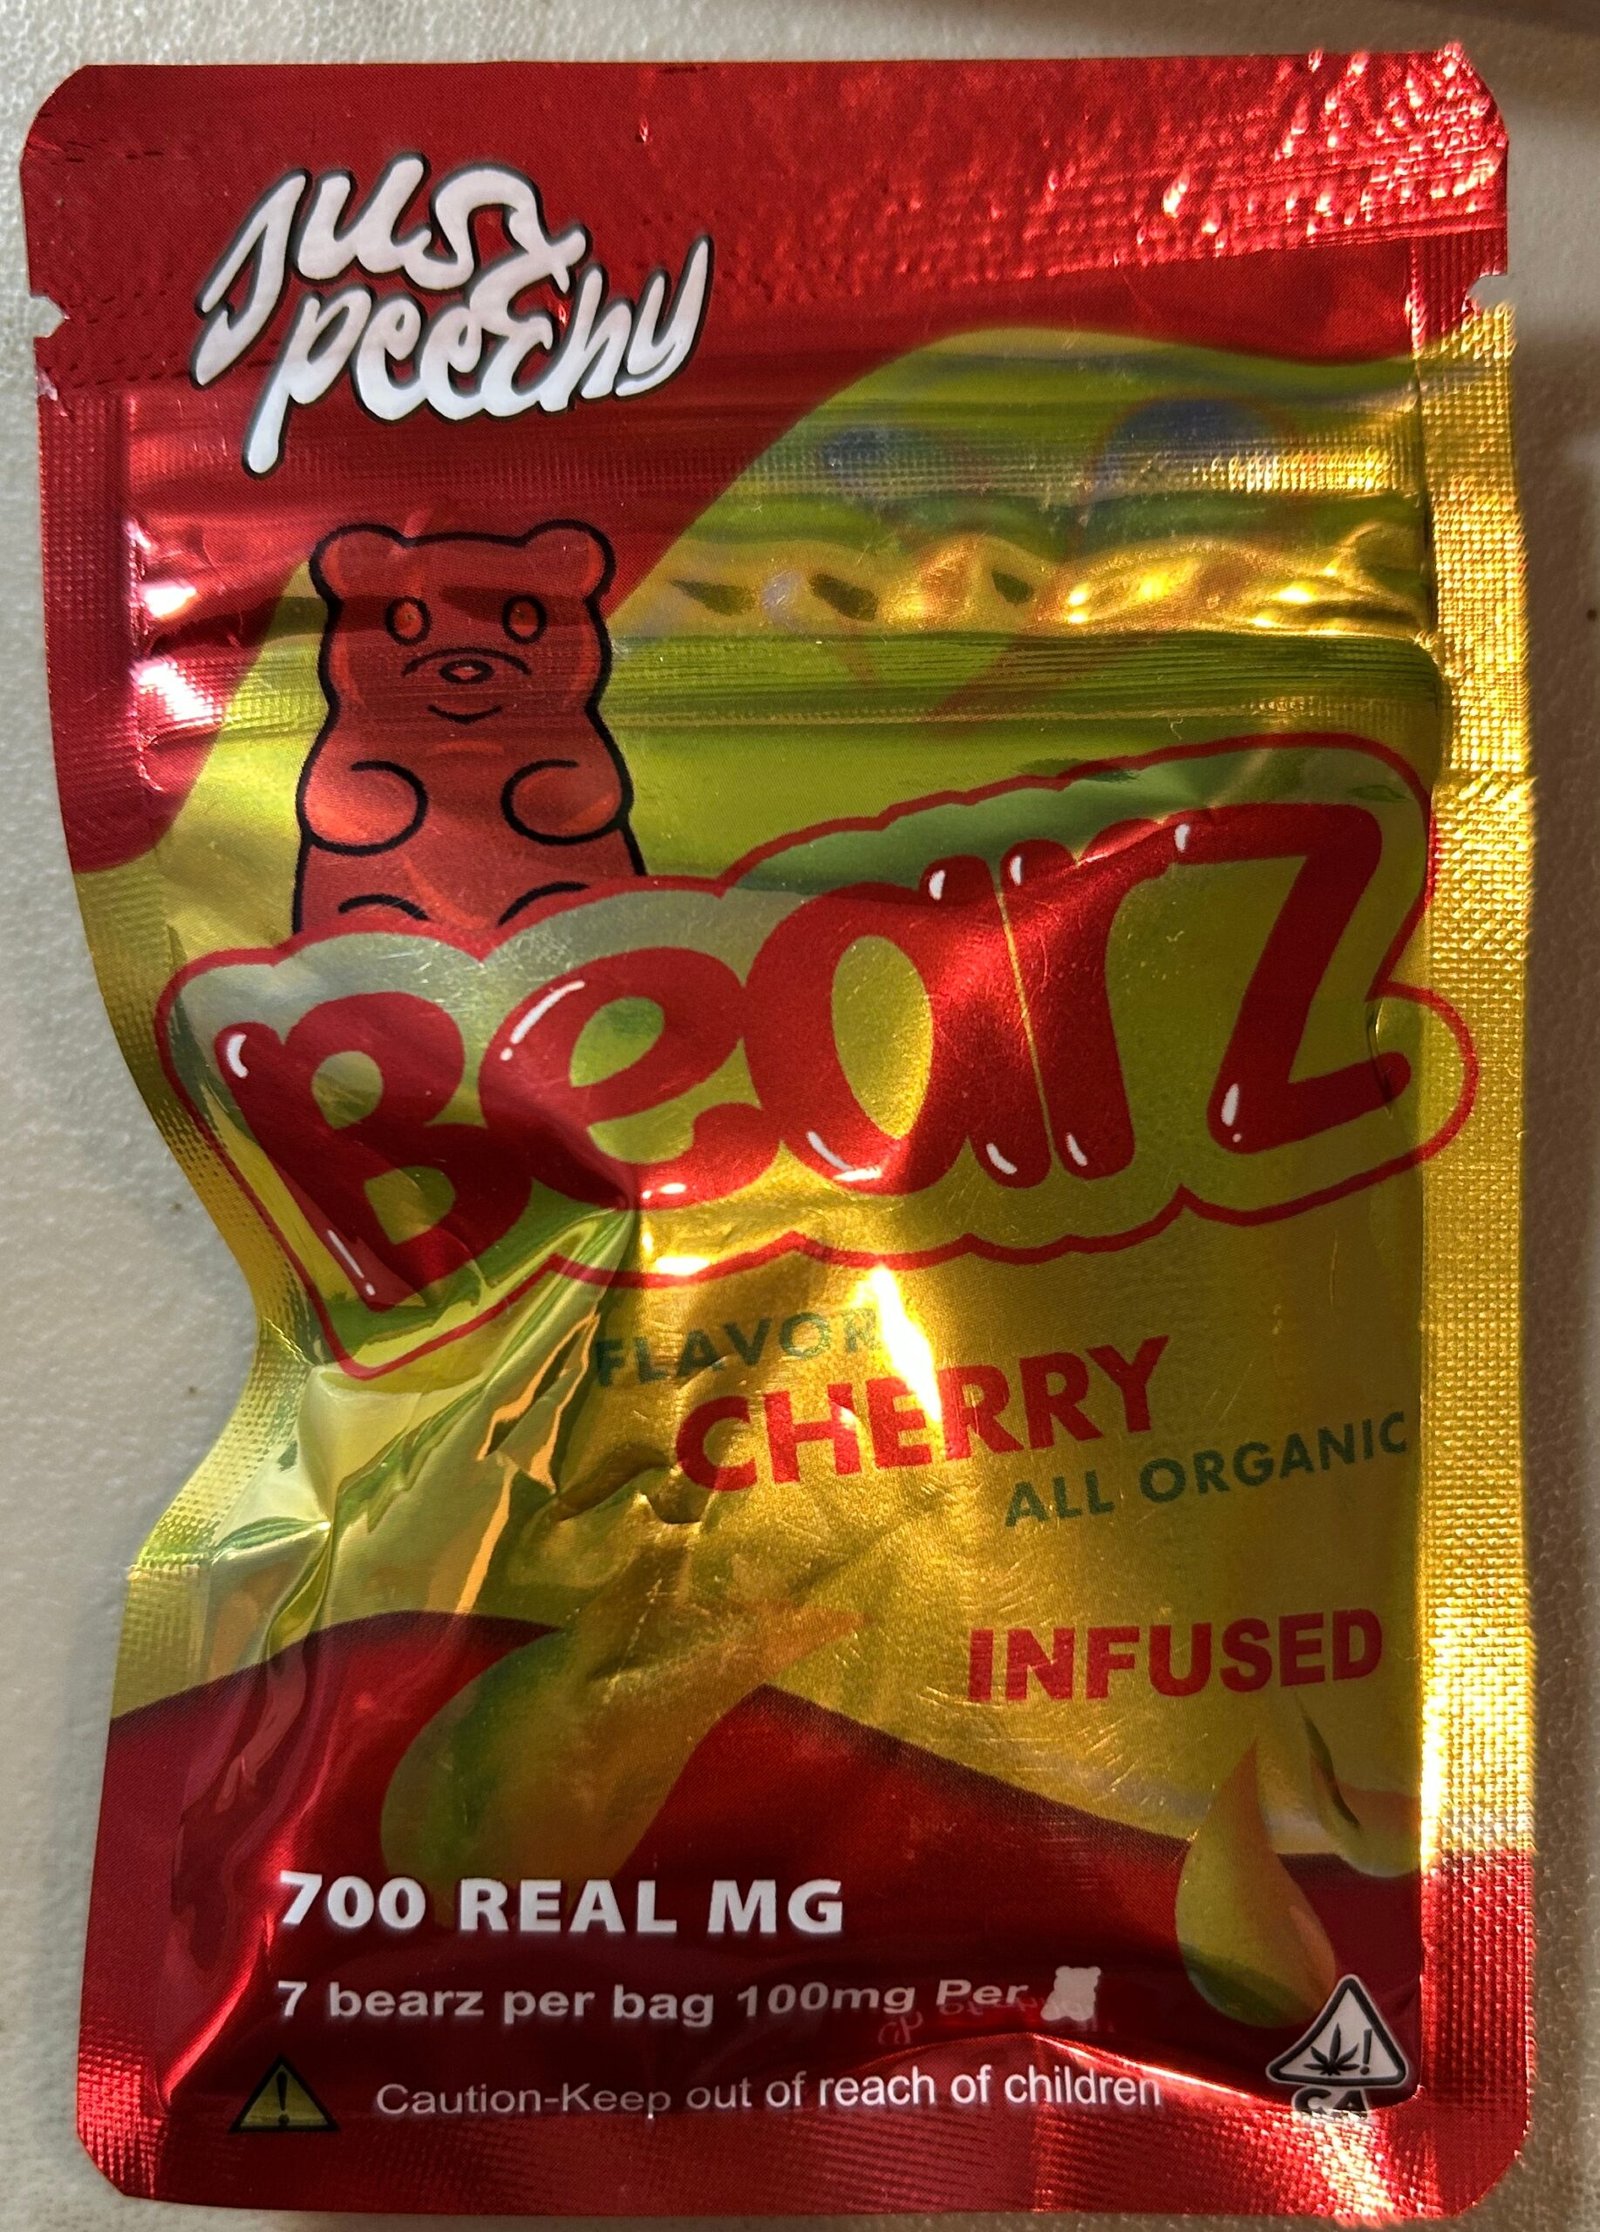 Jus
Peechy
Bearz
FLAVOR
CHERRY
ALL ORGANIC
INFUSED
700 REAL MG
7 bearz per bag 100mg Per
!
Caution-Keep out of reach of children
!
CA